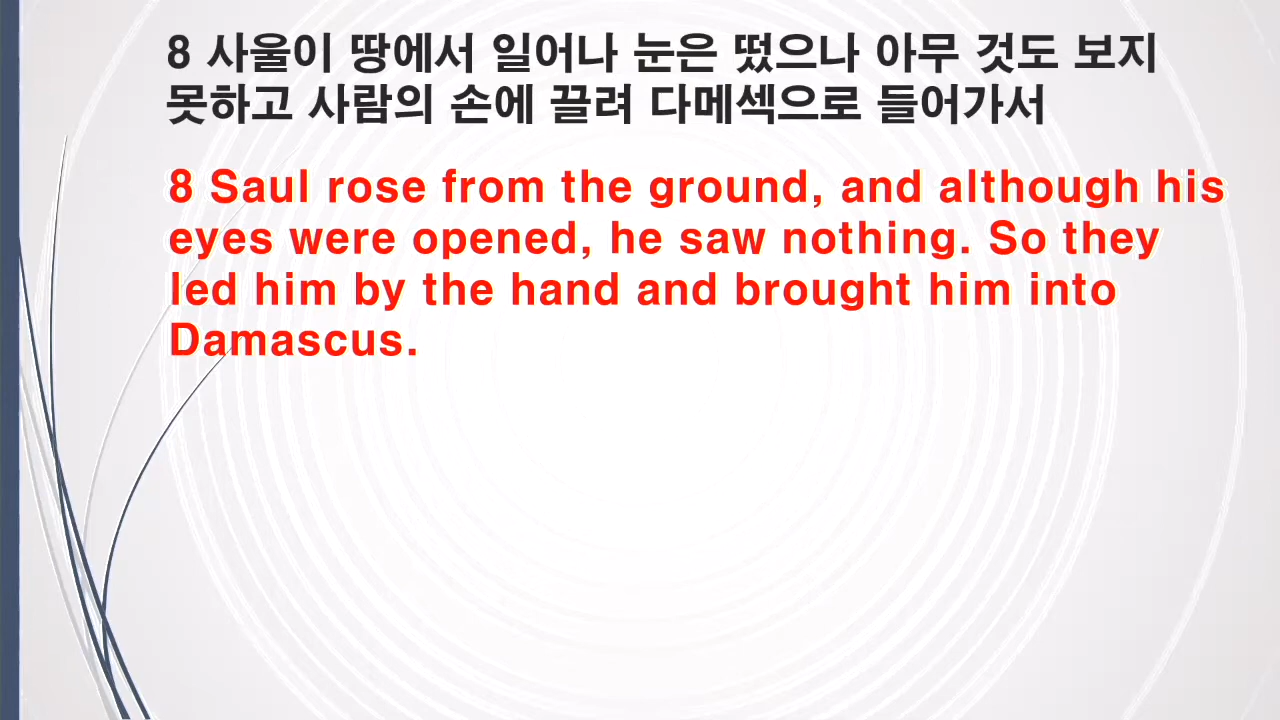 8 사울이 땅에서 일어나 눈은 떴으나 아무 것도 보지
못하고 사람의 손에 끌려 다메섹으로 들어가서
8 Saul rose from the ground, and although his
eyes were opened, he saw nothing. So they
led him by the hand and brought him into
Damascus.